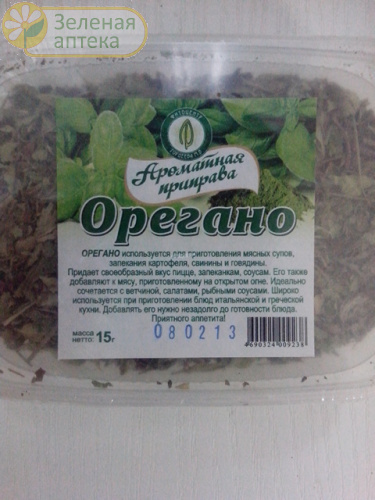 Зеленая
аптека
Ароматная
приправа
Орегано
ОРЕГАНО используется для приготовления мясных супов,
запекания картофеля, свинины и говядины.
Придает своеобразный вкус пицце, запеканкам, соусам. Его также
добавляют к мясу, приготовленному на открытом огне. Идеально
сочетается с ветчиной, салатами, рыбными соусами. Широко
используется при приготовлении блюд итальянской и греческой
кухни. Добавлять его нужно незадолго до готовности блюда.
Приятного аппетита!
масса
нетто: 15г
080213
4690324009238